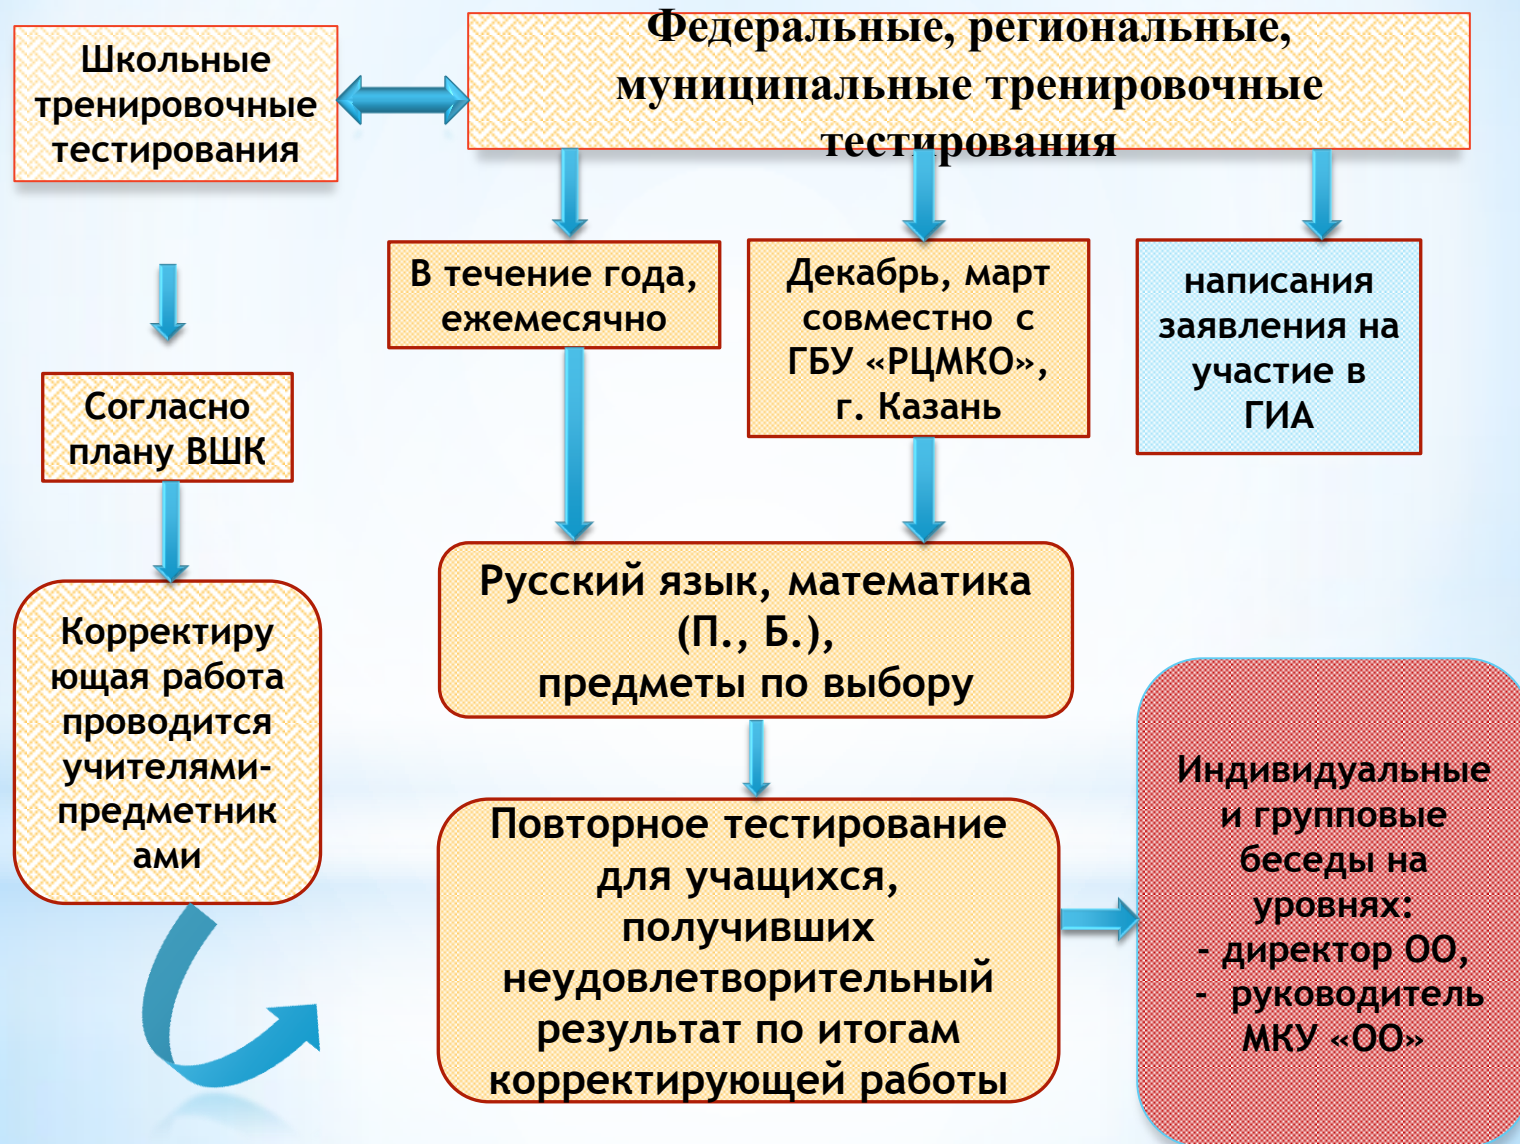 Школьные
тренировочные
тестирования
Федеральные, региональные,
муниципальные тренировочные
тестирования
В течение года,
ежемесячно
Декабрь, март
совместно с
ГБУ «РЦМКО»,
г. Казань
написания
заявления на
участие в
ГИА
Согласно
плану ВШК
Корректиру
ющая работа
проводится
учителями-
предметник
ами
Русский язык, математика
(П., Б.),
предметы по выбору
Повторное тестирование
для учащихся,
получивших
неудовлетворительный
результат по итогам
корректирующей работы
Индивидуальные
и групповые
беседы на
уровнях:
- директор ОО,
- руководитель
МКУ «ОО»